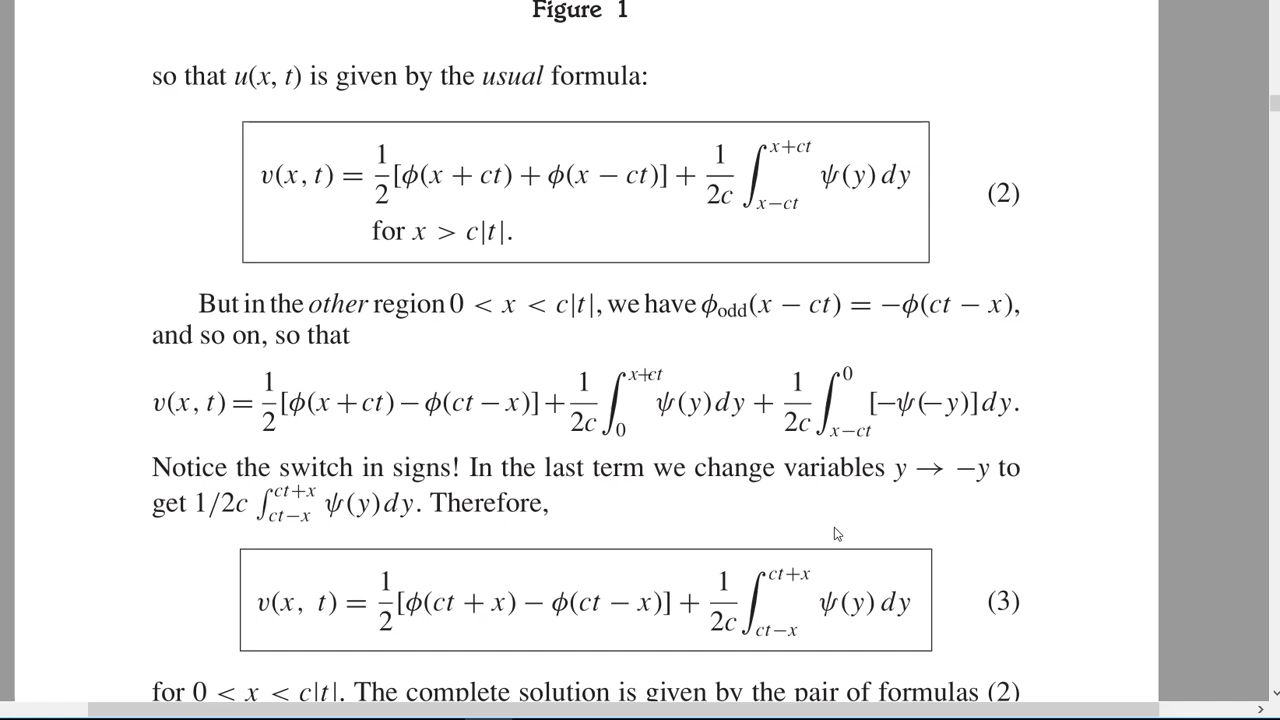 Figure 1
so that u(x, t) is given by the usual formula:
v(x, t) = 1/2 [ϕ(x + ct) + ϕ(x − ct)] + 1/2c ∫_{x−ct}^{x+ct} ψ(y) dy
(2)
for x > c|t|.
But in the other region 0 < x < c|t|, we have ϕ_odd(x − ct) = −ϕ(ct − x),
and so on, so that
v(x, t) = 1/2 [ϕ(x + ct) − ϕ(ct − x)] + 1/2c ∫_0^{x+ct} ψ(y) dy + 1/2c ∫_{x−ct}^0 [−ψ(−y)] dy.
Notice the switch in signs! In the last term we change variables y → −y to
get 1/2c ∫_{ct−x}^{ct+x} ψ(y) dy. Therefore,
v(x, t) = 1/2 [ϕ(ct + x) − ϕ(ct − x)] + 1/2c ∫_{ct−x}^{ct+x} ψ(y) dy
(3)
for 0 < x < c|t|. The complete solution is given by the pair of formulas (2)